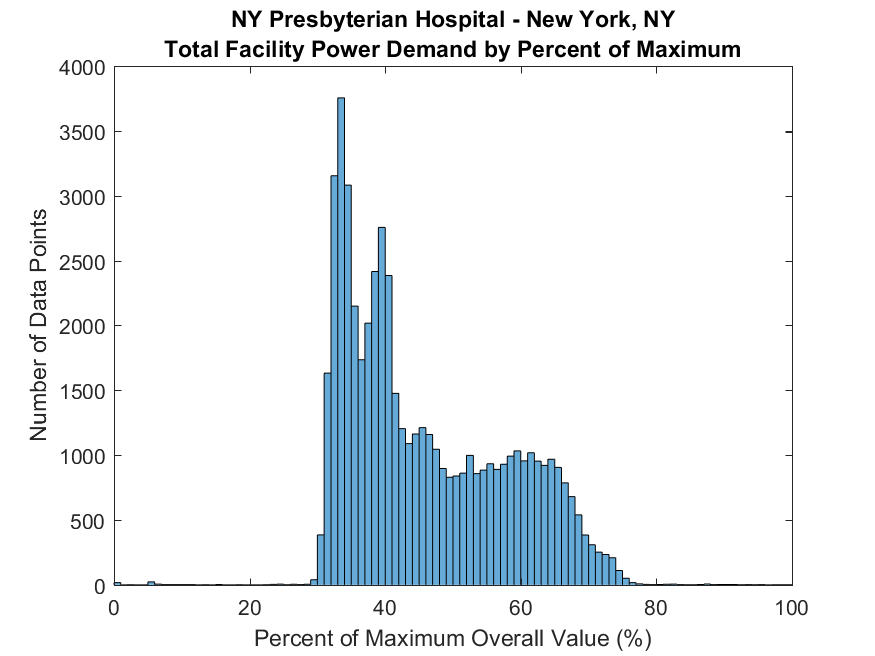 NY Presbyterian Hospital - New York, NY
Total Facility Power Demand by Percent of Maximum
4000
3500
3000
2500
2000
1500
1000
500
0
Number of Data Points
0 20 40 60 80 100
Percent of Maximum Overall Value (%)